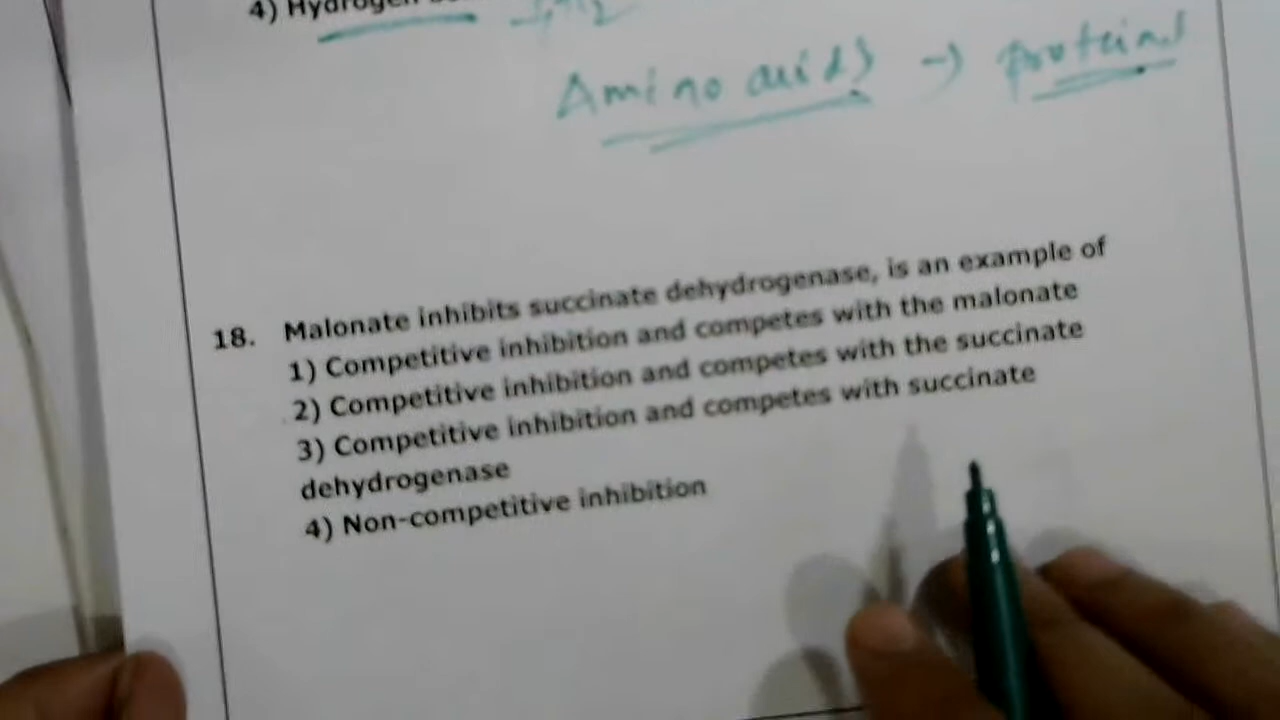 4) Hydrogen
Amino acids → proteins
18. Malonate inhibits succinate dehydrogenase, is an example of
1) Competitive inhibition and competes with the malonate
2) Competitive inhibition and competes with the succinate
3) Competitive inhibition and competes with succinate
dehydrogenase
4) Non-competitive inhibition